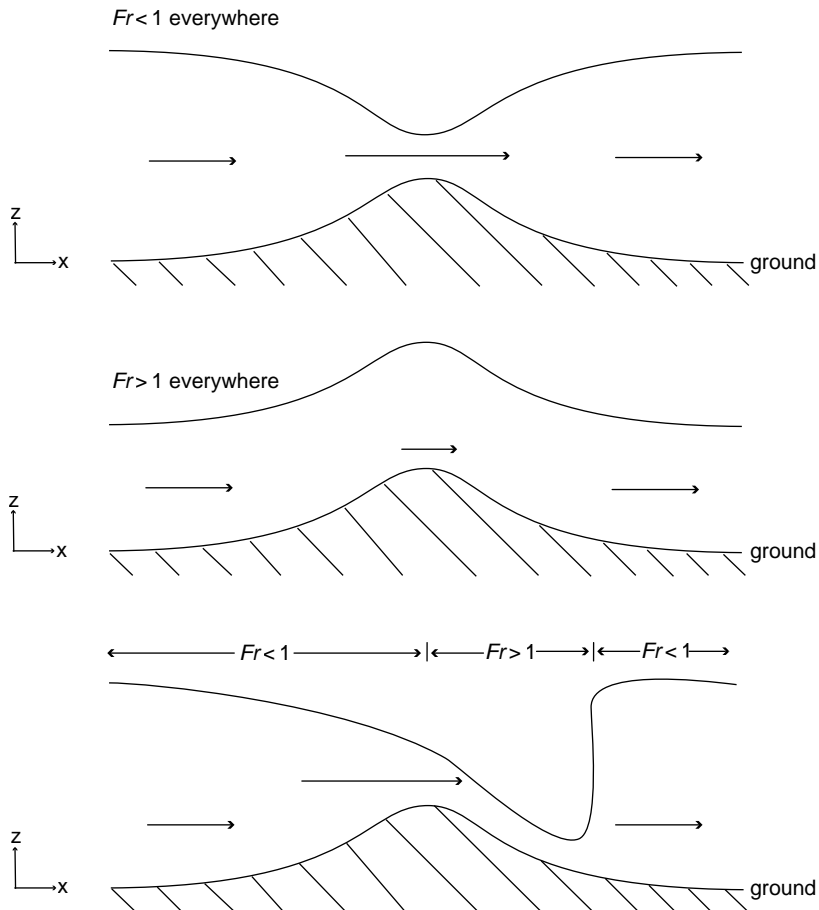 Fr < 1 everywhere
z
x
ground
Fr > 1 everywhere
z
x
ground
Fr < 1
Fr > 1
Fr < 1
z
x
ground